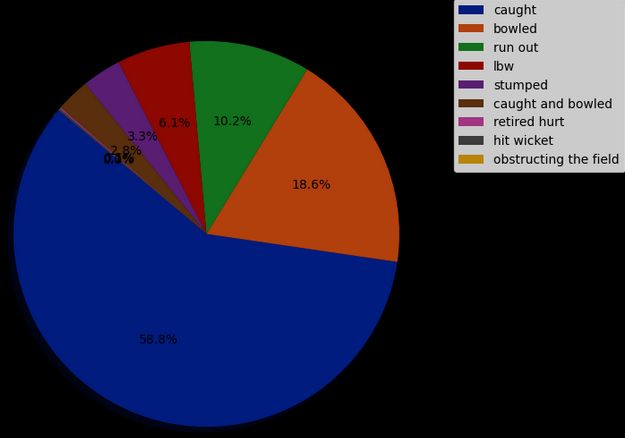 caught
bowled
run out
lbw
stumped
caught and bowled
retired hurt
hit wicket
obstructing the field
10.2%
6.1%
3.3%
2.8%
18.6%
58.8%